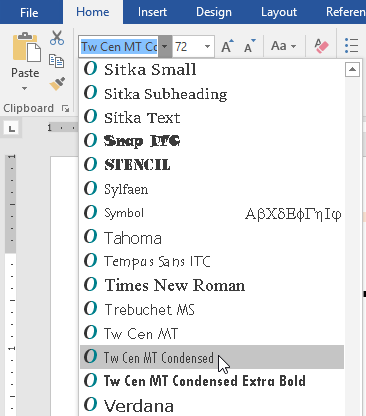 File Home Insert Design Layout Referen
Paste
Clipboard
Tw Cen MT Co 72 A A Aa
L
1
1
O Sitka Small
O Sitka Subheading
O Sitka Text
O Snap ITC
O STENCIL
O Sylfaen
O Symbol ΑβΧδΕφΓηΙφ
O Tahoma
O Tempus Sans ITC
O Times New Roman
O Trebuchet MS
O Tw Cen MT
O Tw Cen MT Condensed
O Tw Cen MT Condensed Extra Bold
O Verdana